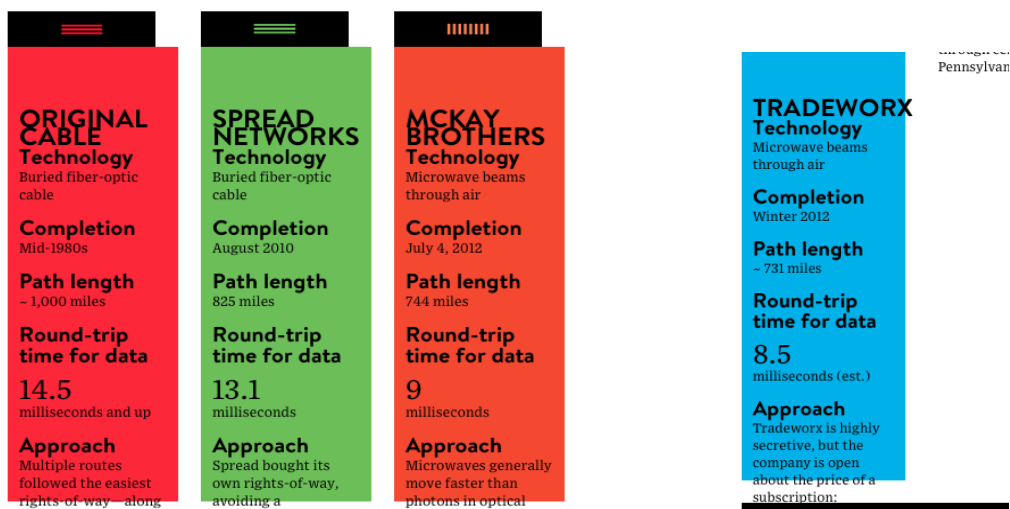 ORIGINAL
CABLE
Technology
Buried fiber-optic
cable
Completion
Mid-1980s
Path length
~ 1,000 miles
Round-trip
time for data
14.5
milliseconds and up
Approach
Multiple routes
followed the easiest
rights-of-way—along
SPREAD
NETWORKS
Technology
Buried fiber-optic
cable
Completion
August 2010
Path length
825 miles
Round-trip
time for data
13.1
milliseconds
Approach
Spread bought its
own rights-of-way,
avoiding a
MCKAY
BROTHERS
Technology
Microwave beams
through air
Completion
July 4, 2012
Path length
744 miles
Round-trip
time for data
9
milliseconds
Approach
Microwaves generally
move faster than
photons in optical
TRADEWORX
Technology
Microwave beams
through air
Completion
Winter 2012
Path length
~ 731 miles
Round-trip
time for data
8.5
milliseconds (est.)
Approach
Tradeworx is highly
secretive, but the
company is open
about the price of a
subscription:
Pennsylvan